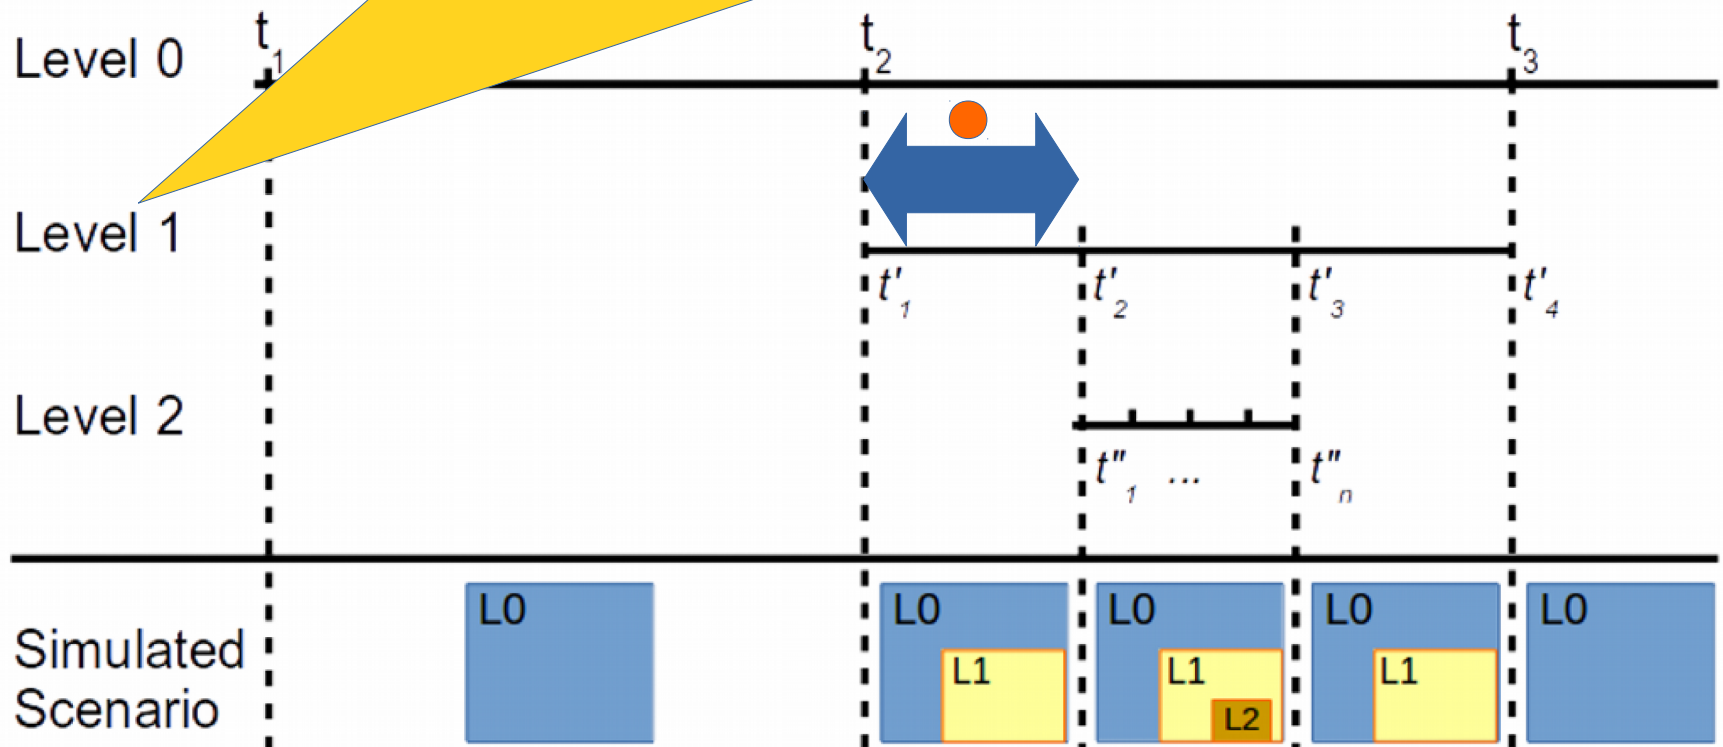 Level 0 t1 t2 t3
Level 1
t'1 t'2 t'3 t'4
Level 2
t"1 ... t"n
Simulated
Scenario
L0 L0 L0 L0 L0
L1 L1 L1
L2